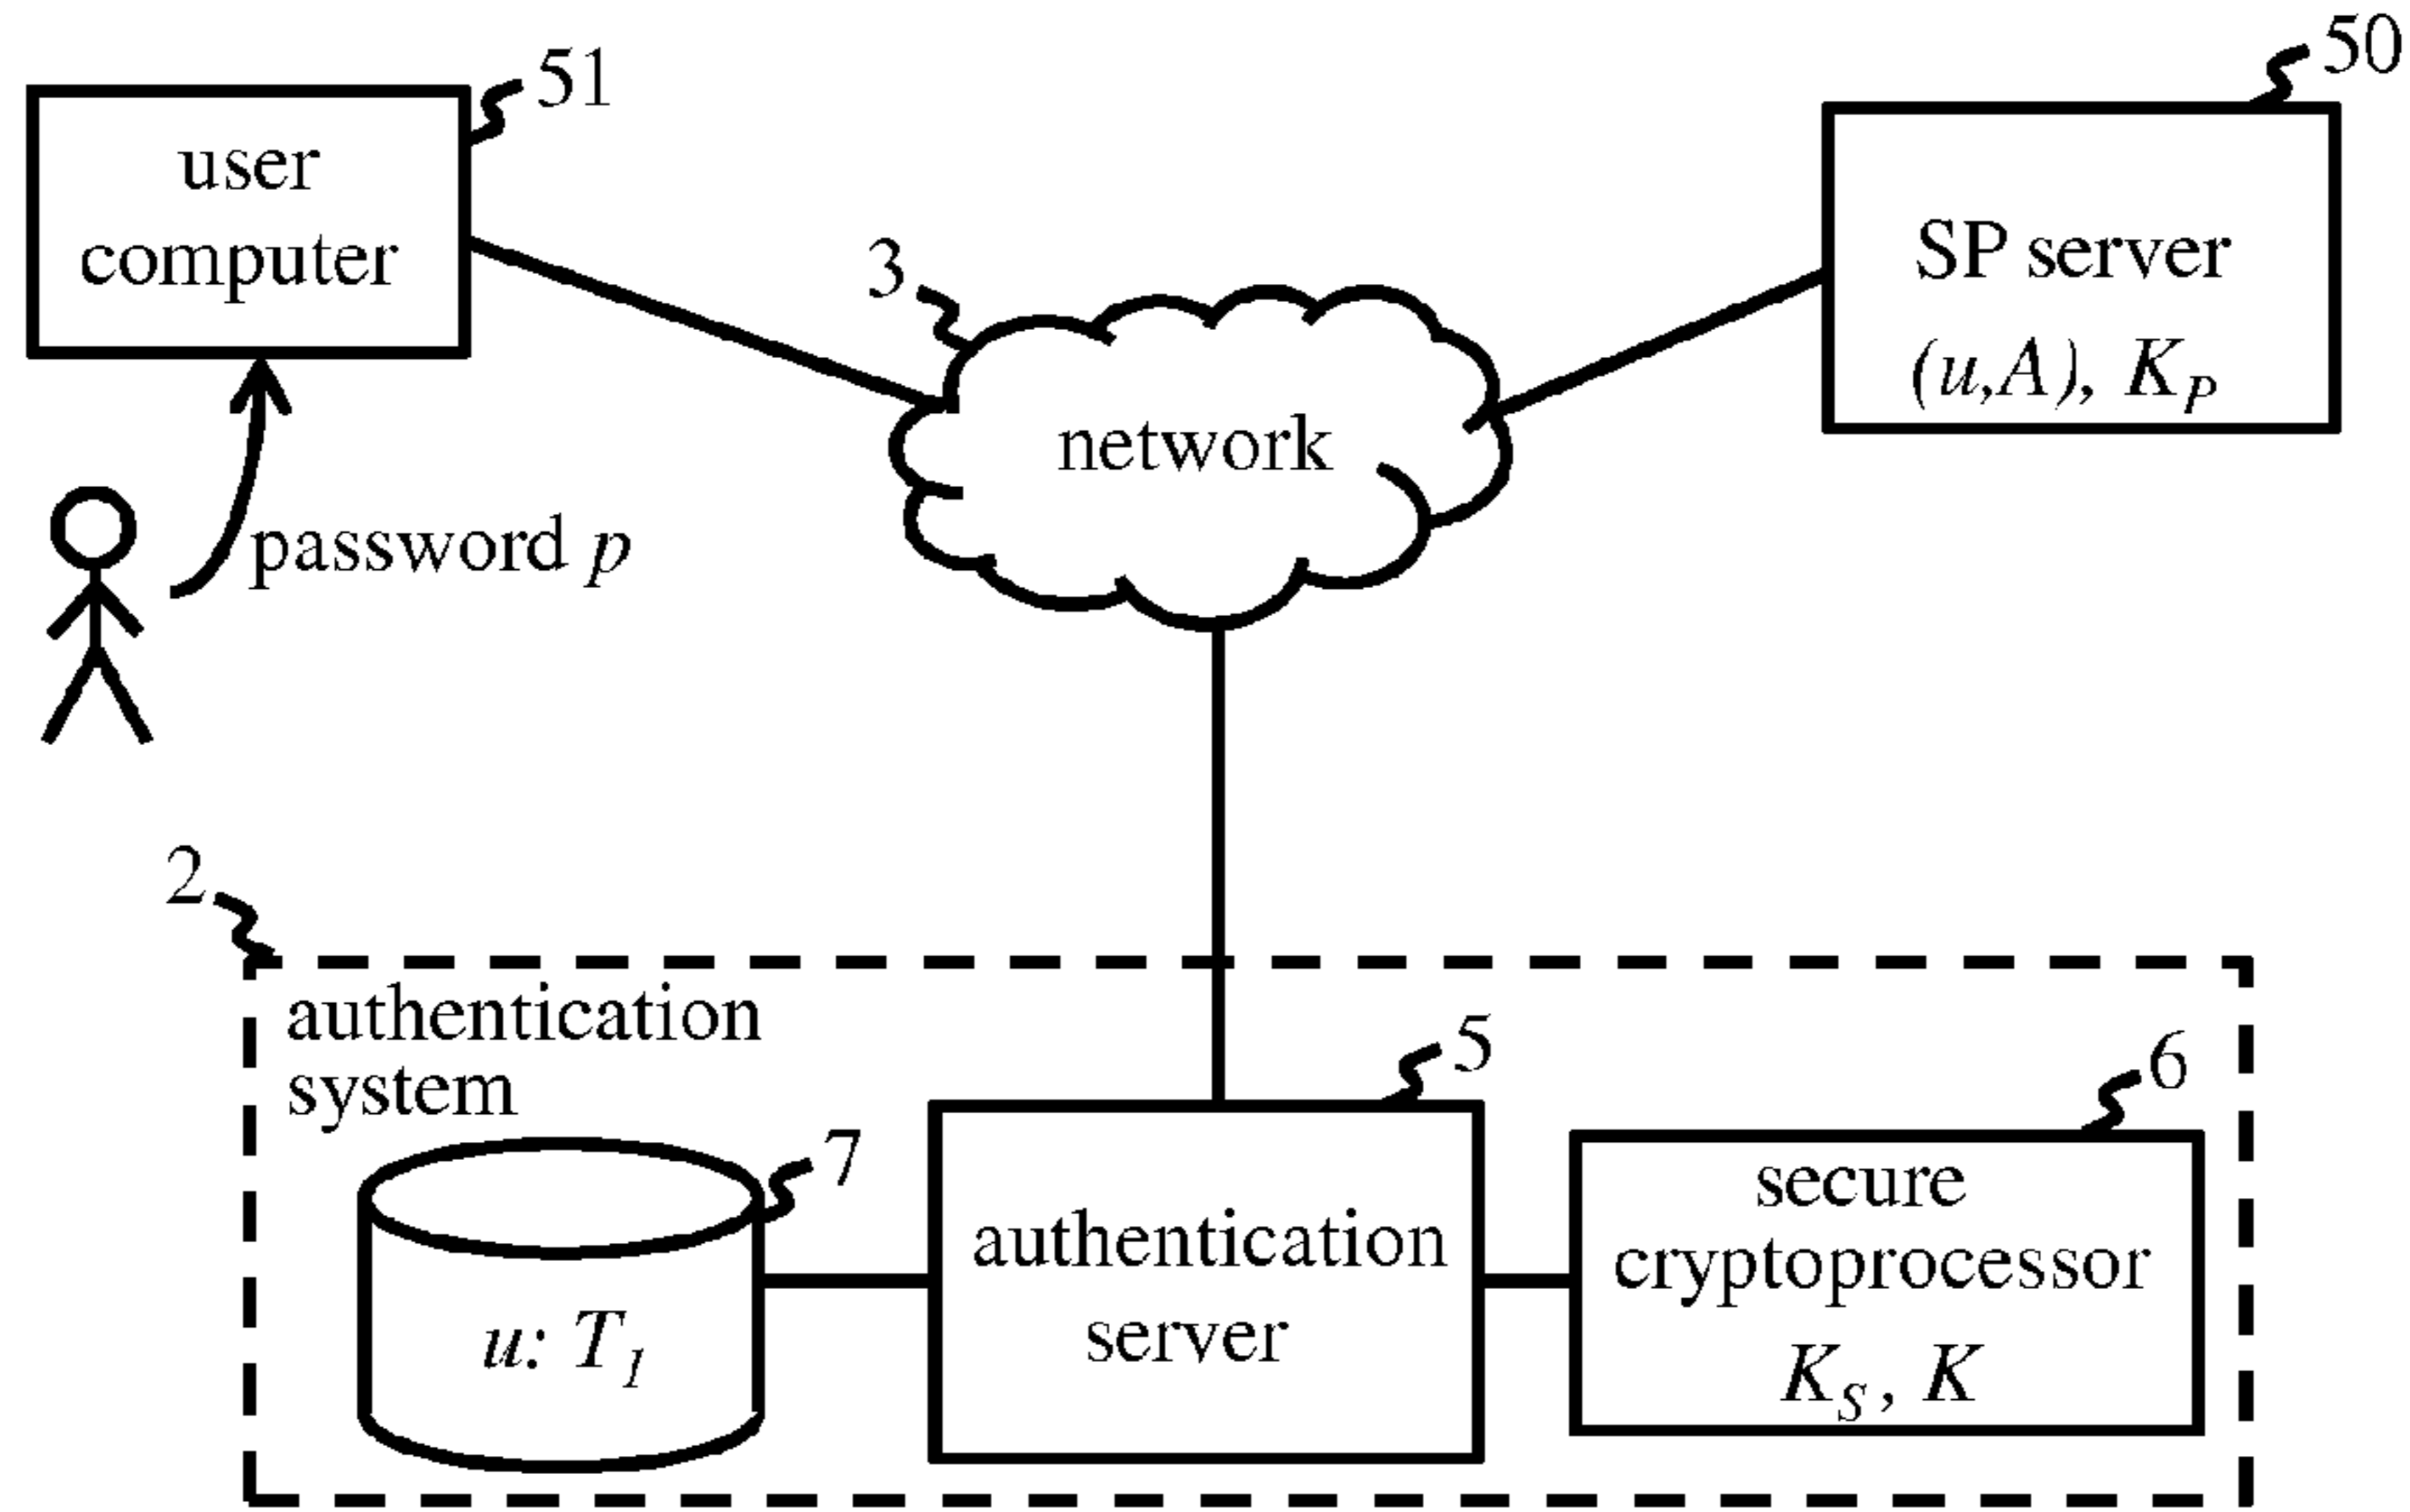 51
user
computer
50
SP server
(u,A), K_P
3
network
password p
2
authentication
system
7
u: T_1
5
authentication
server
6
secure
cryptoprocessor
K_S, K